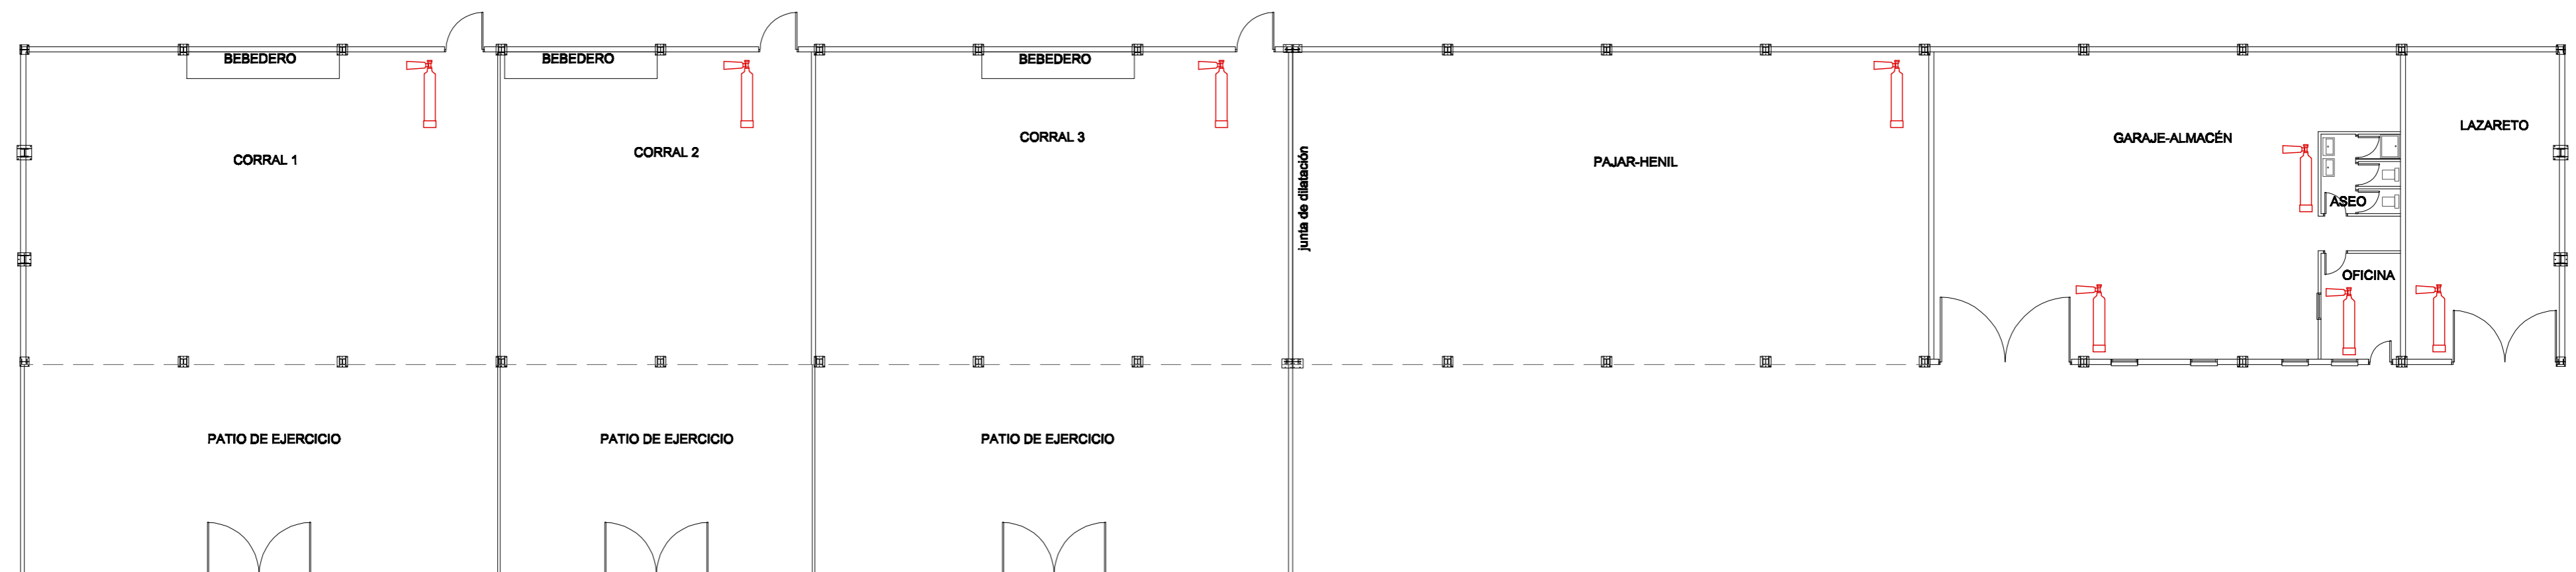 BEBEDERO
BEBEDERO
BEBEDERO
CORRAL 1
CORRAL 2
CORRAL 3
junta de dilatación
PAJAR-HENIL
GARAJE-ALMACÉN
LAZARETO
ASEO
OFICINA
PATIO DE EJERCICIO
PATIO DE EJERCICIO
PATIO DE EJERCICIO